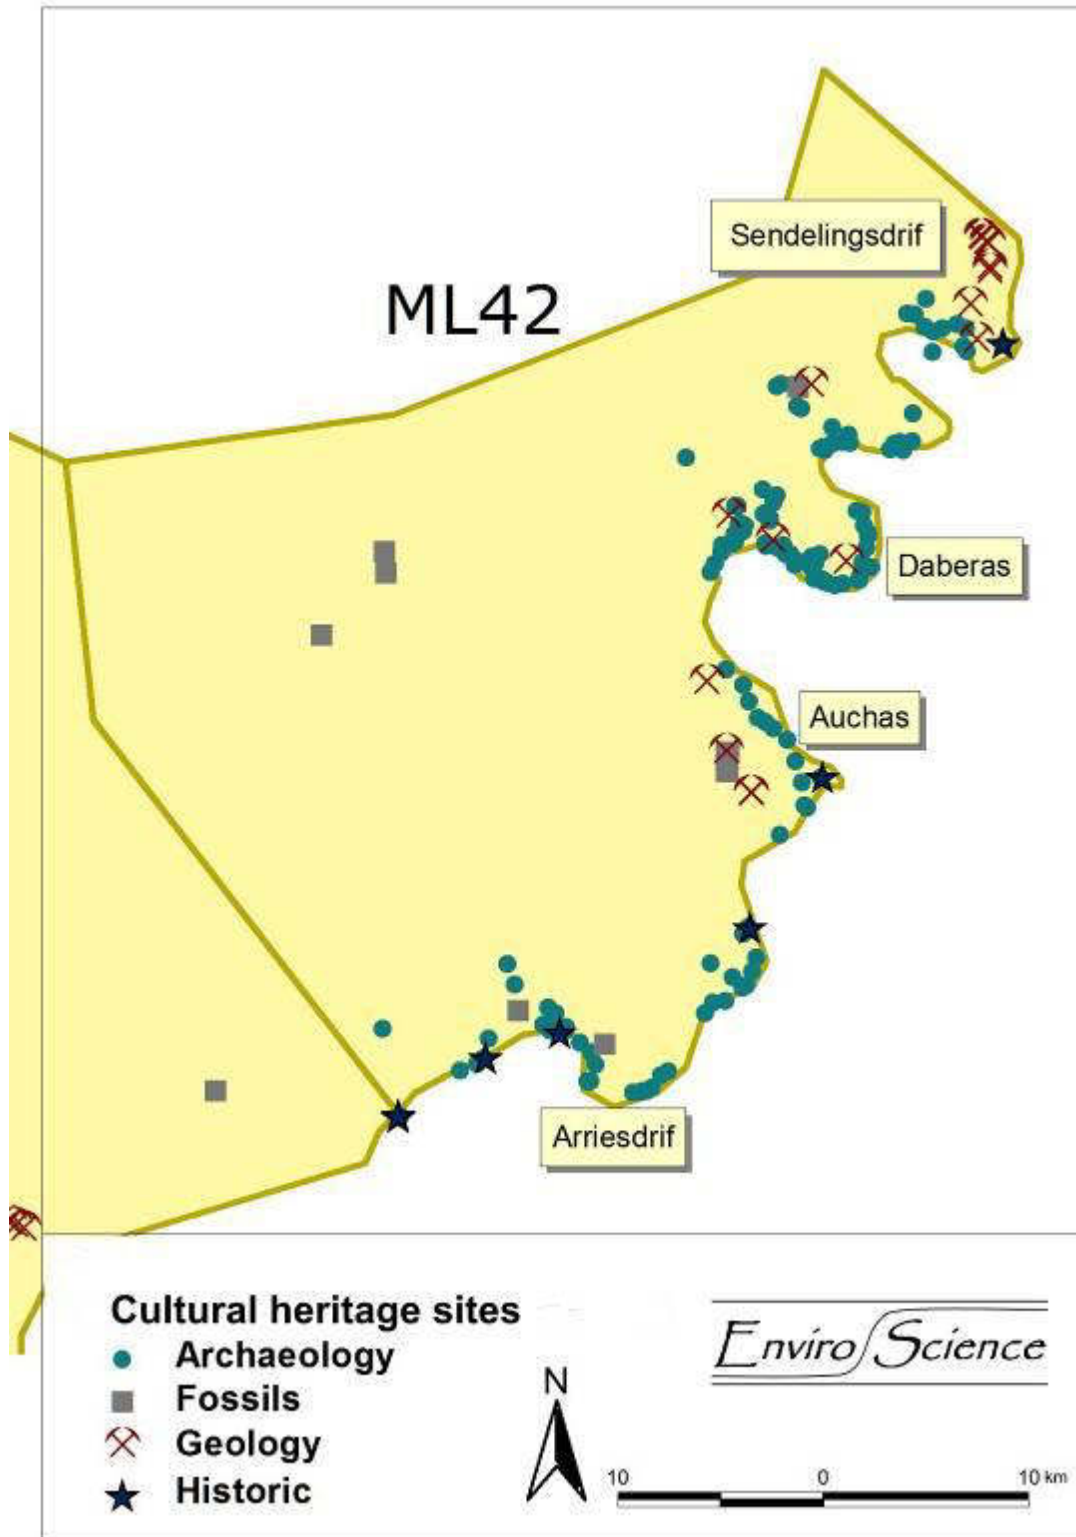 Sendelingsdrif
ML42
Daberas
Auchas
Arriesdrif
Cultural heritage sites
Archaeology
Fossils
Geology
Historic
N
Enviro Science
10 0 10 km